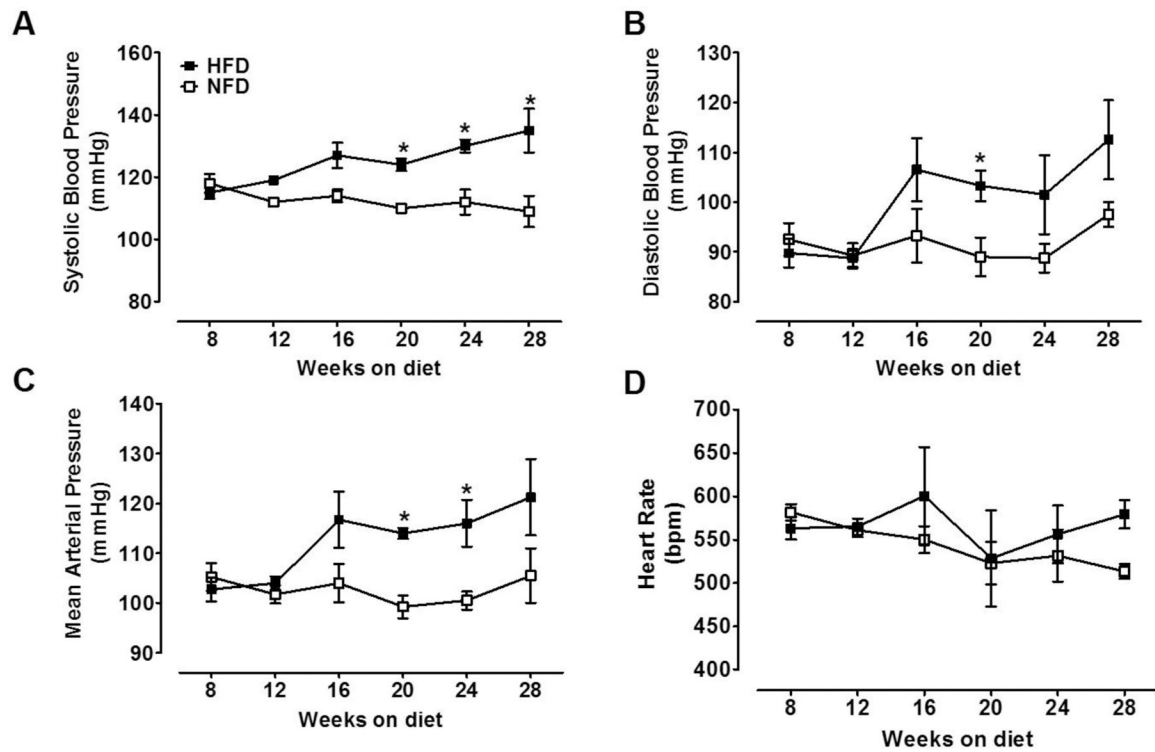 A
Systolic Blood Pressure
(mmHg)
160
140
120
100
80
HFD
NFD
*
*
*
8 12 16 20 24 28
Weeks on diet
B
Diastolic Blood Pressure
(mmHg)
130
120
110
100
90
80
*
8 12 16 20 24 28
Weeks on diet
C
Mean Arterial Pressure
(mmHg)
140
130
120
110
100
90
*
*
8 12 16 20 24 28
Weeks on diet
D
Heart Rate
(bpm)
700
650
600
550
500
450
400
8 12 16 20 24 28
Weeks on diet